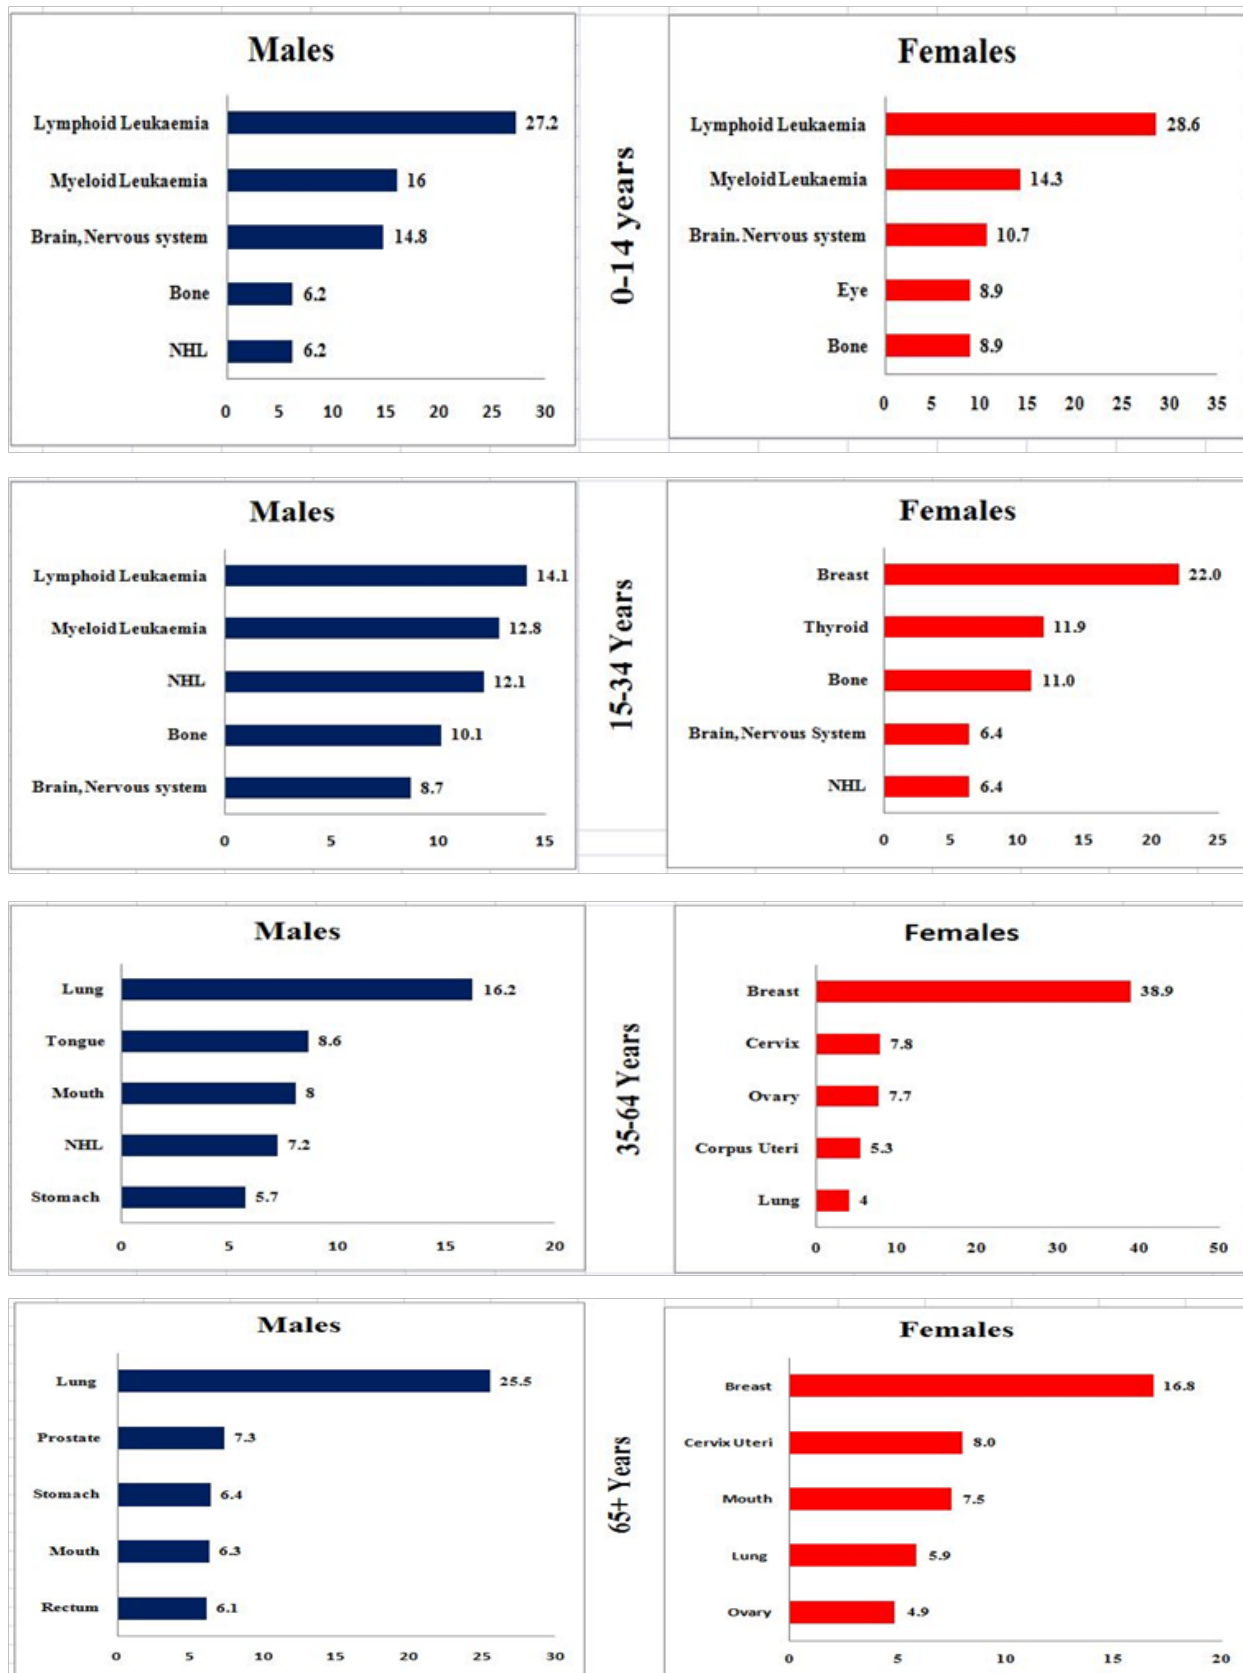 Males
Lymphoid Leukaemia 27.2
Myeloid Leukaemia 16
Brain, Nervous system 14.8
Bone 6.2
NHL 6.2
0 5 10 15 20 25 30
0-14 years
Females
Lymphoid Leukaemia 28.6
Myeloid Leukaemia 14.3
Brain. Nervous system 10.7
Eye 8.9
Bone 8.9
0 5 10 15 20 25 30 35
Males
Lymphoid Leukaemia 14.1
Myeloid Leukaemia 12.8
NHL 12.1
Bone 10.1
Brain, Nervous system 8.7
0 5 10 15
15-34 Years
Females
Breast 22.0
Thyroid 11.9
Bone 11.0
Brain, Nervous System 6.4
NHL 6.4
0 5 10 15 20 25
Males
Lung 16.2
Tongue 8.6
Mouth 8
NHL 7.2
Stomach 5.7
0 5 10 15 20
35-64 Years
Females
Breast 38.9
Cervix 7.8
Ovary 7.7
Corpus Uteri 5.3
Lung 4
0 10 20 30 40 50
Males
Lung 25.5
Prostate 7.3
Stomach 6.4
Mouth 6.3
Rectum 6.1
0 5 10 15 20 25 30
65+ Years
Females
Breast 16.8
Cervix Uteri 8.0
Mouth 7.5
Lung 5.9
Ovary 4.9
0 5 10 15 20